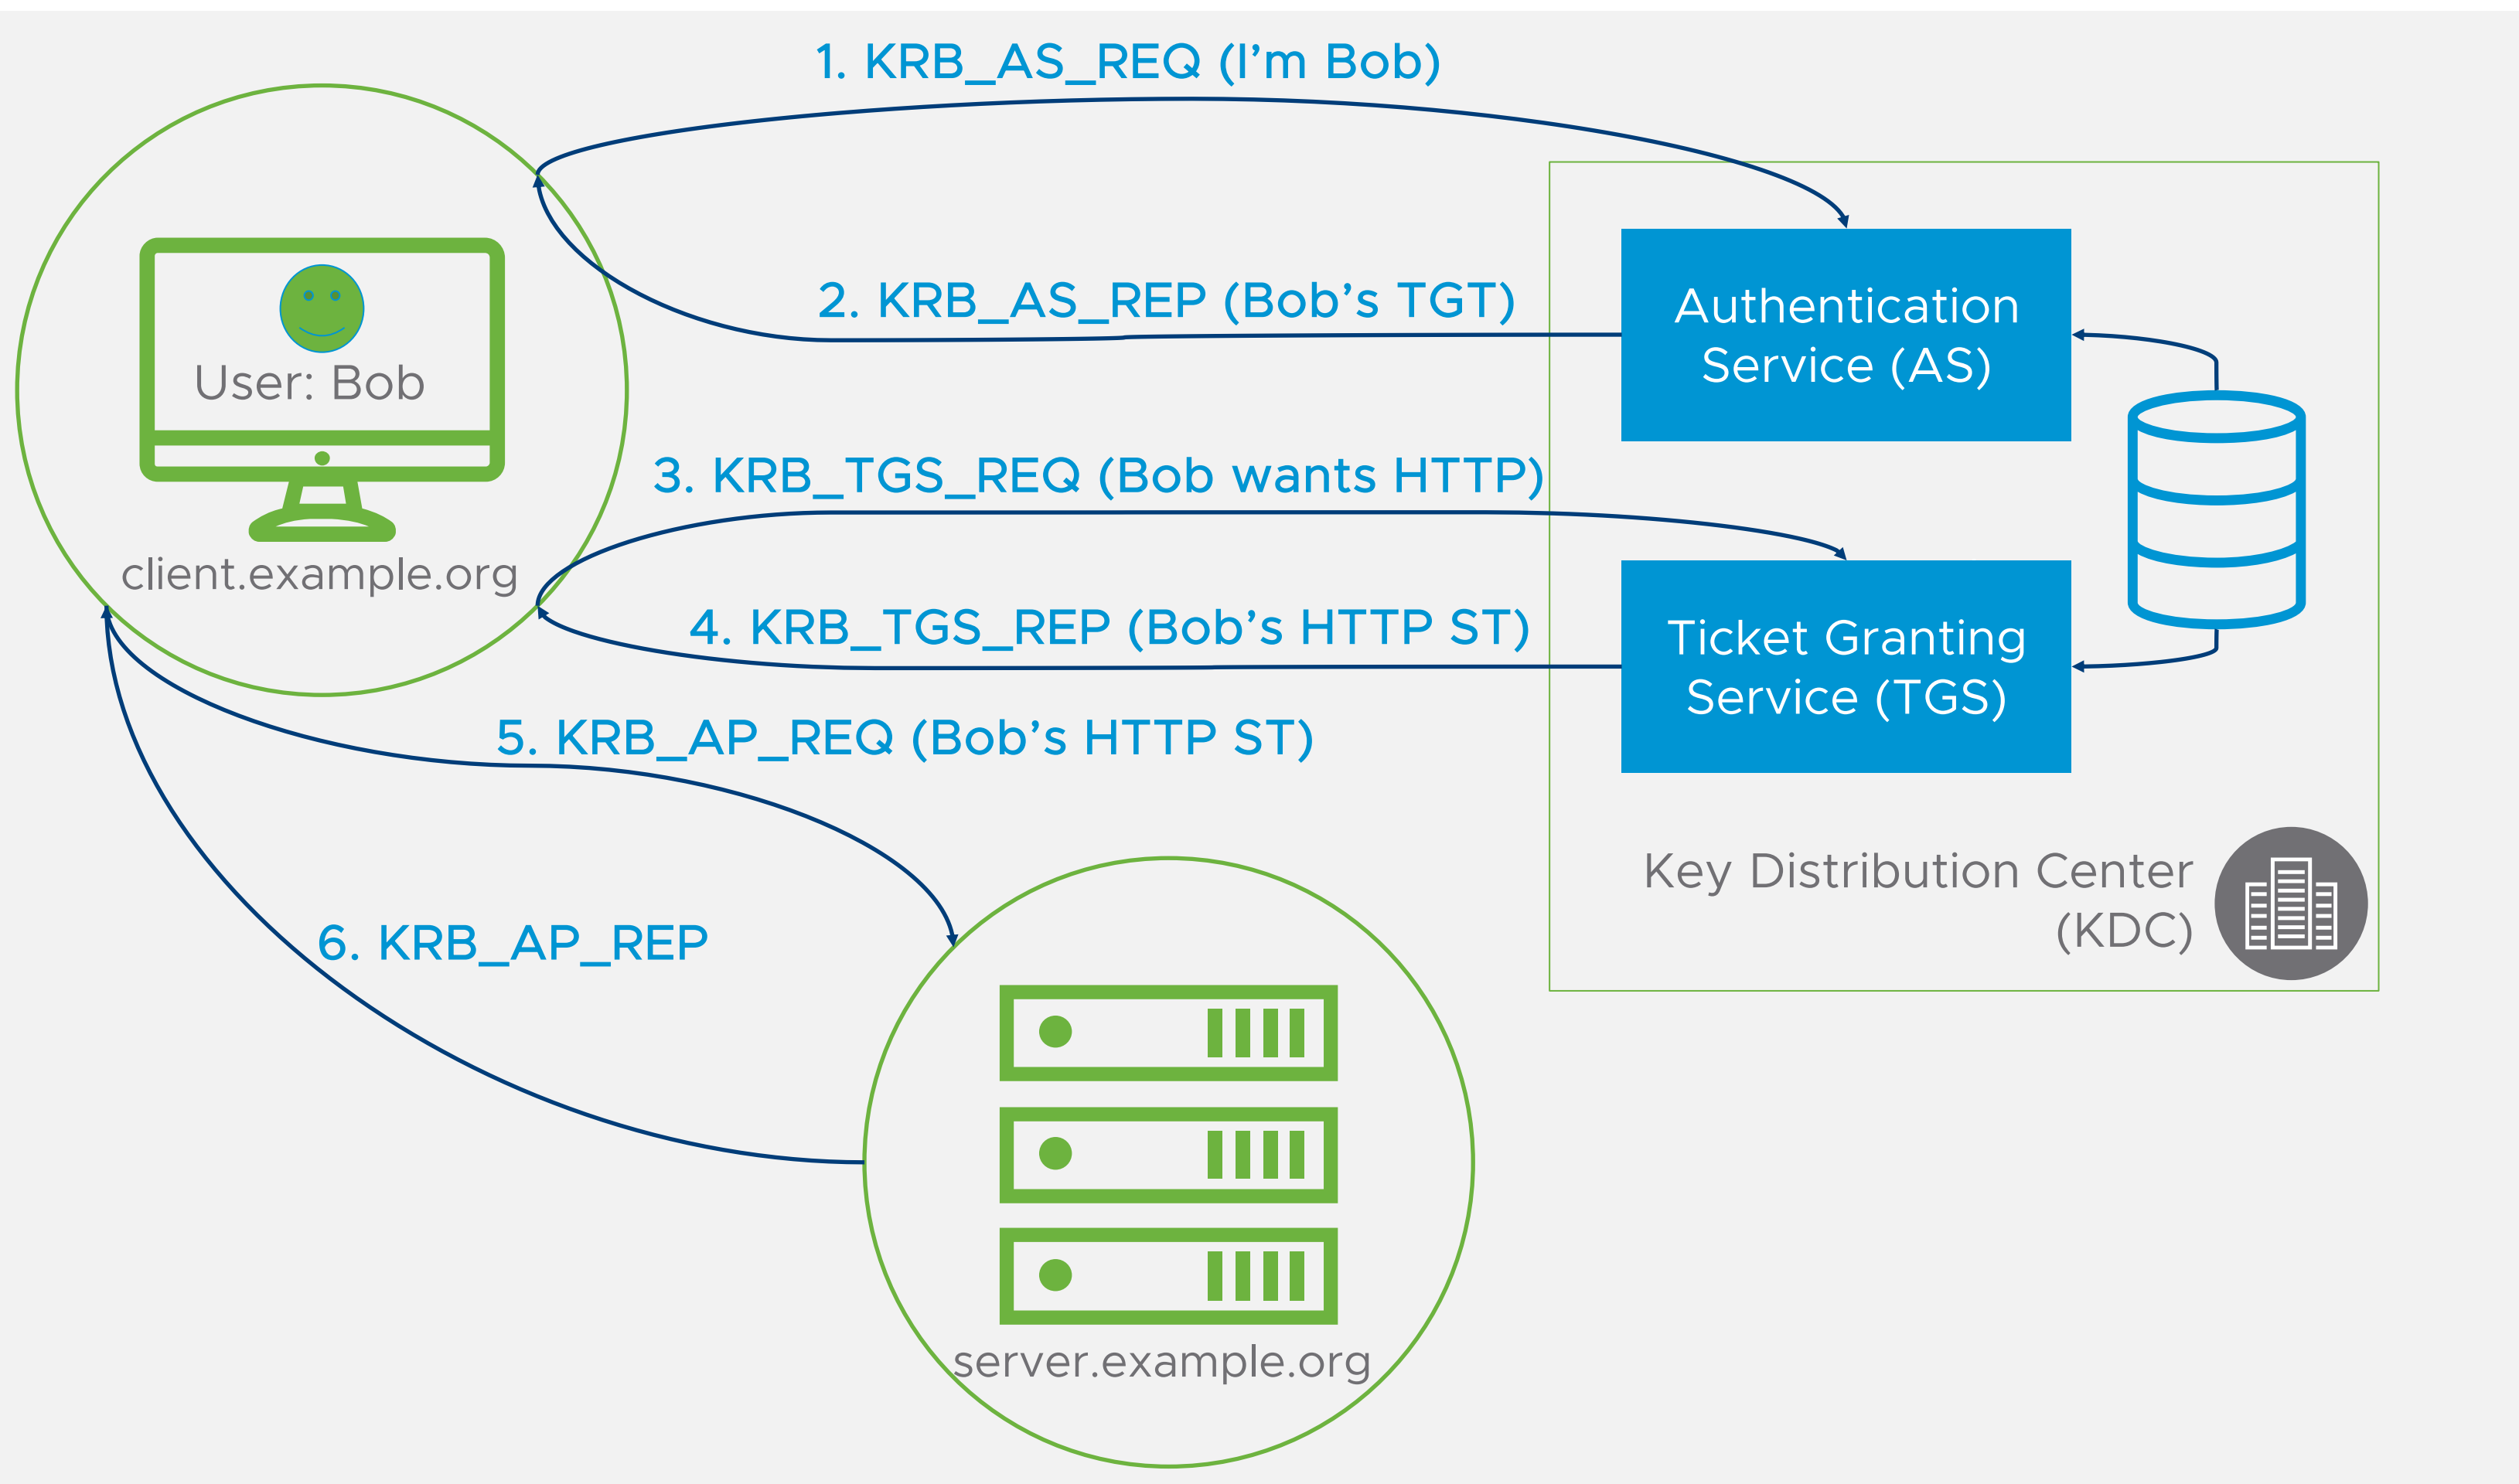 1. KRB_AS_REQ (I’m Bob)
2. KRB_AS_REP (Bob’s TGT)
Authentication
Service (AS)
User: Bob
client.example.org
3. KRB_TGS_REQ (Bob wants HTTP)
4. KRB_TGS_REP (Bob’s HTTP ST)
Ticket Granting
Service (TGS)
5. KRB_AP_REQ (Bob’s HTTP ST)
Key Distribution Center
(KDC)
6. KRB_AP_REP
server.example.org